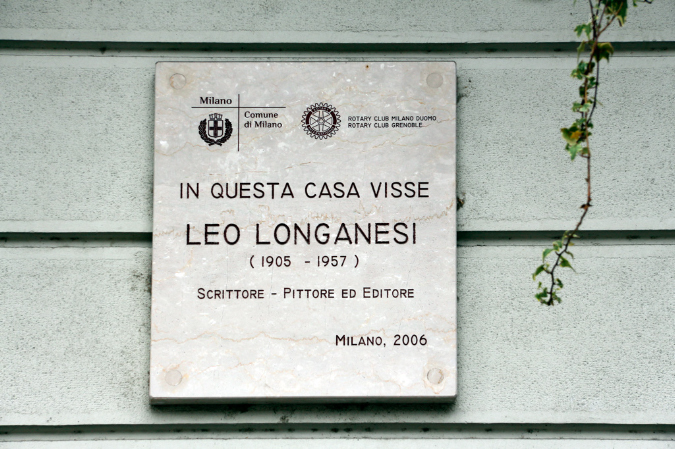 Milano
Comune
di Milano
ROTARY CLUB MILANO DUOMO
ROTARY CLUB GRENOBLE
IN QUESTA CASA VISSE
LEO LONGANESI
( 1905 - 1957 )
SCRITTORE - PITTORE ED EDITORE
MILANO, 2006